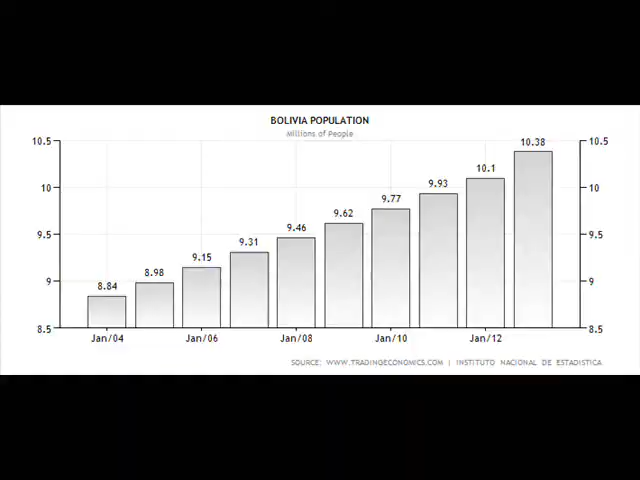 BOLIVIA POPULATION
Millions of People
10.5 10.38 10.5
10 9.93 10.1 10
9.5 9.31 9.46 9.62 9.77 9.5
9 8.84 8.98 9.15 9
8.5 8.5
Jan/04 Jan/06 Jan/08 Jan/10 Jan/12
SOURCE: WWW.TRADINGECONOMICS.COM | INSTITUTO NACIONAL DE ESTADISTICA